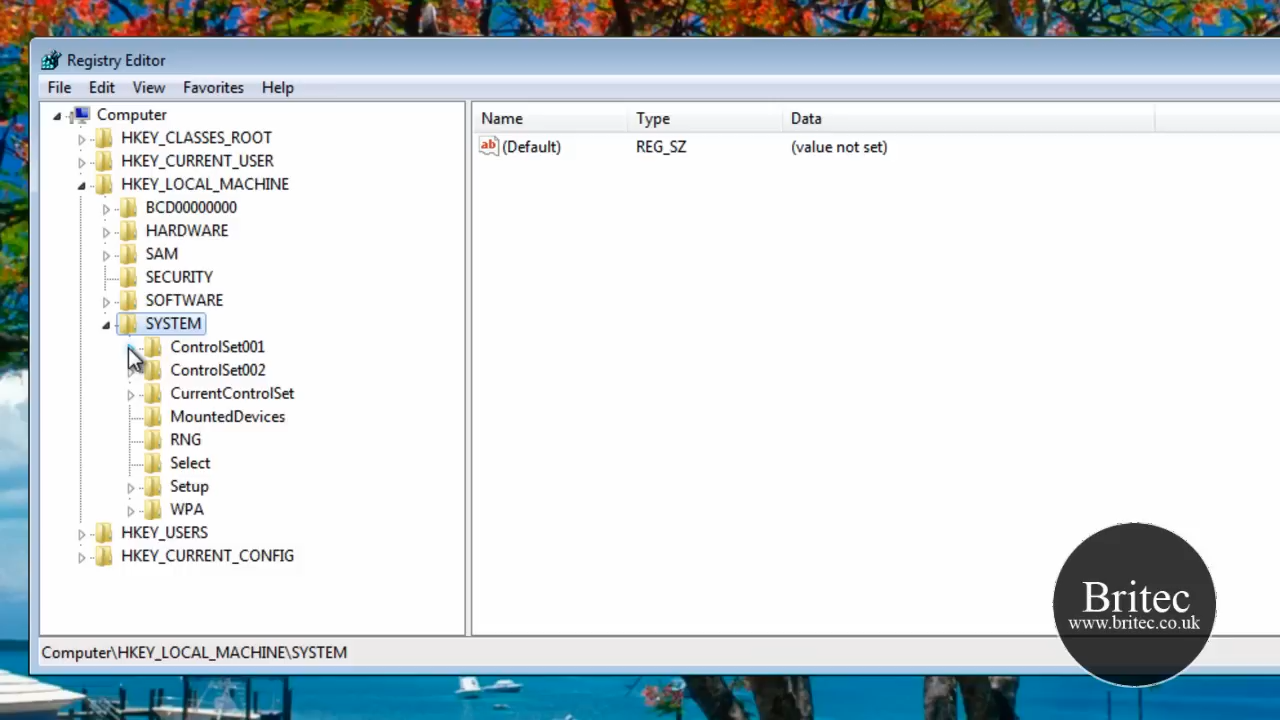 Registry Editor
File Edit View Favorites Help
Computer
HKEY_CLASSES_ROOT
HKEY_CURRENT_USER
HKEY_LOCAL_MACHINE
BCD00000000
HARDWARE
SAM
SECURITY
SOFTWARE
SYSTEM
ControlSet001
ControlSet002
CurrentControlSet
MountedDevices
RNG
Select
Setup
WPA
HKEY_USERS
HKEY_CURRENT_CONFIG
Name Type Data
ab (Default) REG_SZ (value not set)
Computer\HKEY_LOCAL_MACHINE\SYSTEM
Britec
www.britec.co.uk